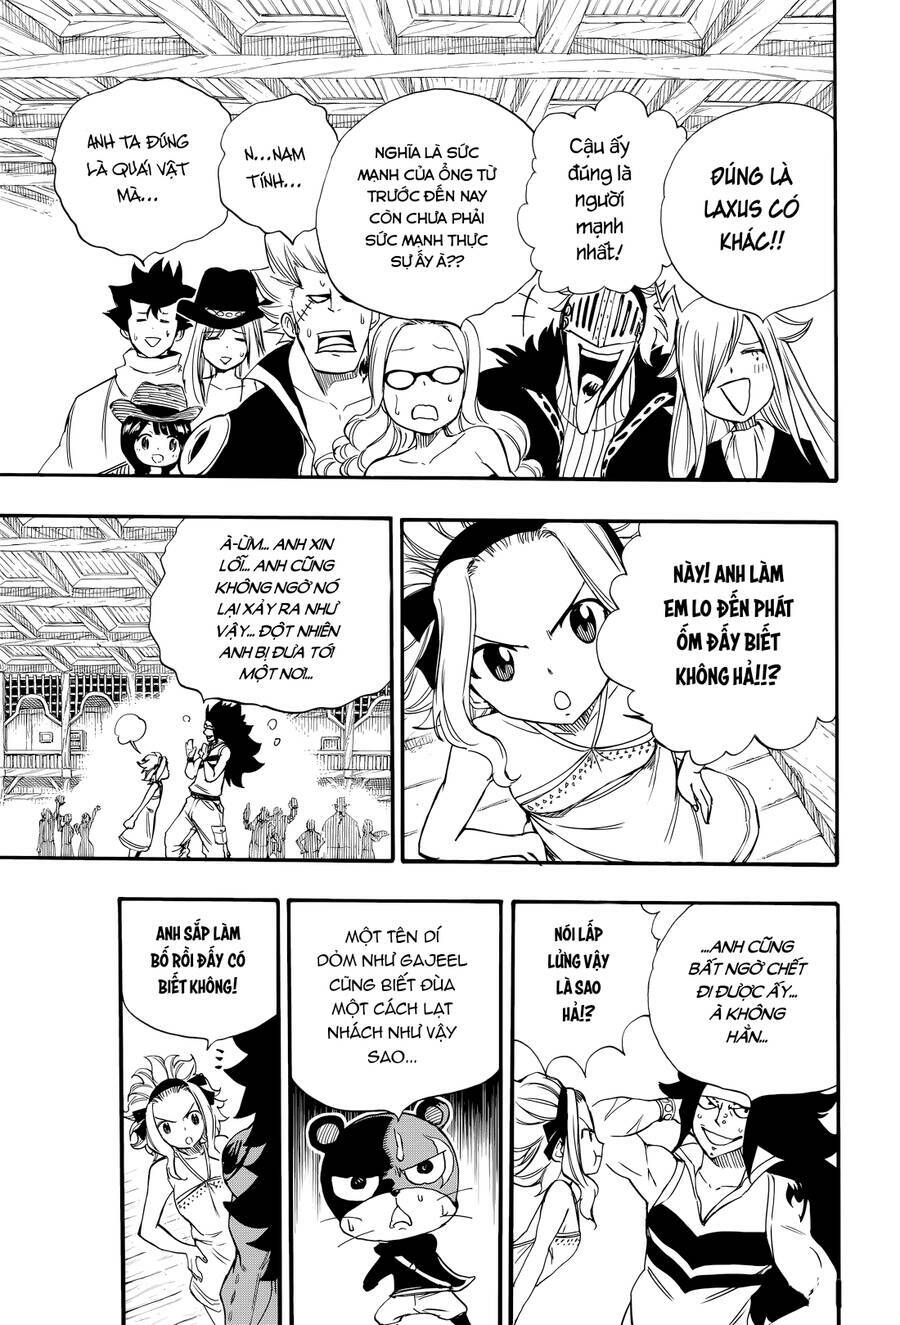 ĐÚNG LÀ
LAXUS CÓ
KHÁC!!
Cậu ấy
đúng là
người
mạnh
nhất!
NGHĨA LÀ SỨC
MẠNH CỦA ỔNG TỪ
TRƯỚC ĐẾN NAY
CÒN CHƯA PHẢI
SỨC MẠNH THỰC
SỰ ẤY À??
N...NAM
TÍNH...
ANH TA ĐÚNG
LÀ QUÁI VẬT
MÀ...
NÀY! ANH LÀM
EM LO ĐẾN PHÁT
ỐM ĐẤY BIẾT
KHÔNG HẢ!!?
À-ỪM... ANH XIN
LỖI... ANH CŨNG
KHÔNG NGỜ NÓ
LẠI XẢY RA NHƯ
VẬY... ĐỘT NHIÊN
ANH BỊ ĐƯA TỚI
MỘT NƠI...
...ANH CŨNG
BẤT NGỜ CHẾT
ĐI ĐƯỢC ẤY...
À KHÔNG
HẲN...
NÓI LẤP
LỬNG VẬY
LÀ SAO
HẢ!?
MỘT TÊN DÍ
DỎM NHƯ GAJEEL
CŨNG BIẾT ĐÙA
MỘT CÁCH LẠT
NHÁCH NHƯ VẬY
SAO...
ANH SẮP LÀM
BỐ RỒI ĐẤY CÓ
BIẾT KHÔNG!